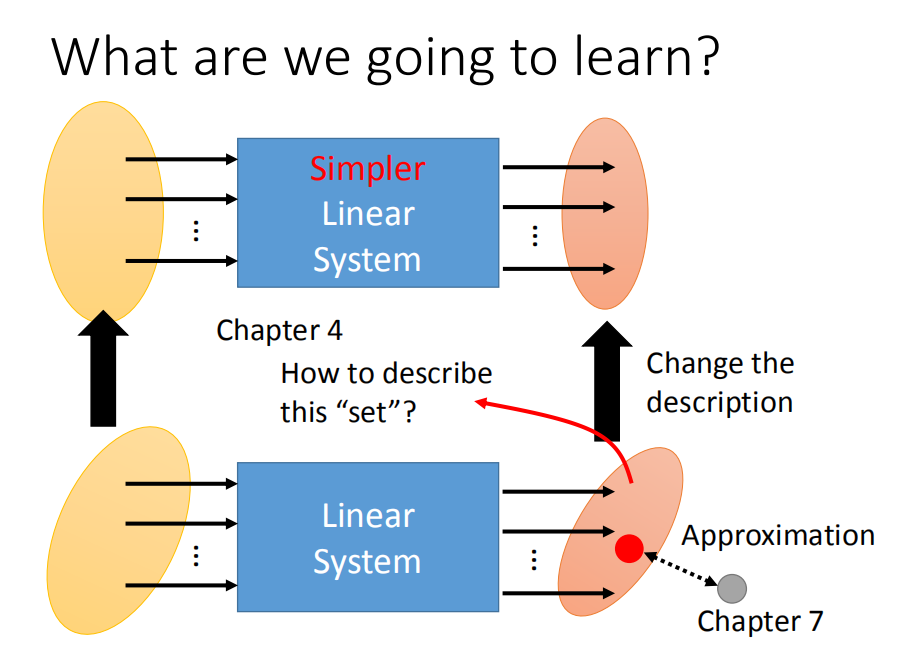 What are we going to learn?
Simpler
Linear
System
⋮
⋮
Chapter 4
How to describe
this “set”?
Change the
description
Linear
System
⋮
⋮
Approximation
Chapter 7